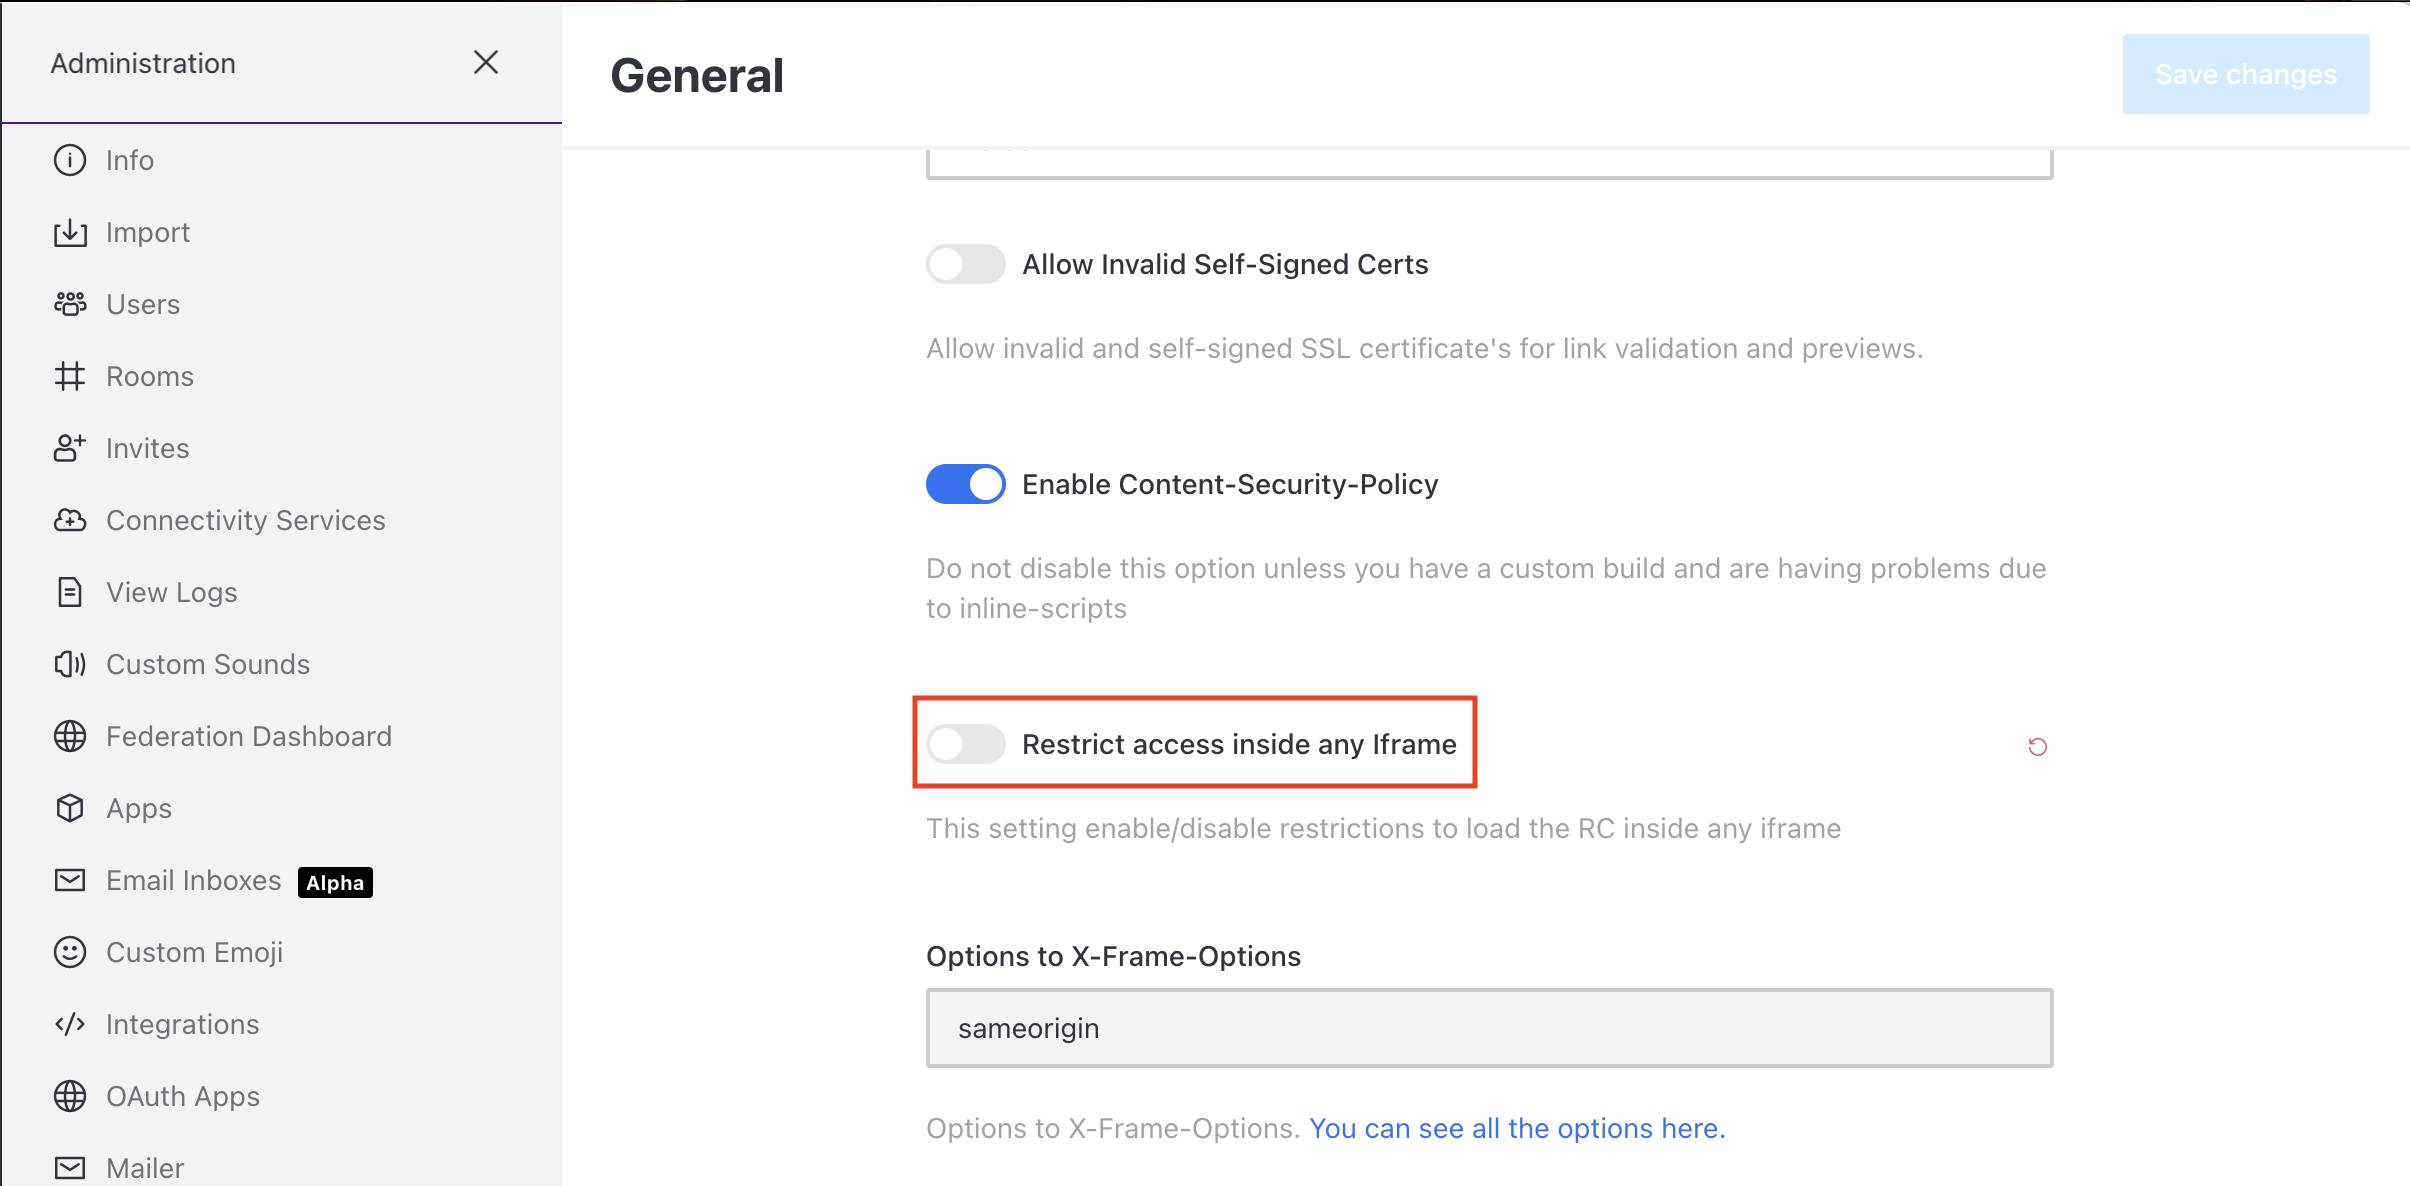 Administration
Info
Import
Users
Rooms
Invites
Connectivity Services
View Logs
Custom Sounds
Federation Dashboard
Apps
Email Inboxes Alpha
Custom Emoji
Integrations
OAuth Apps
Mailer
General
Save changes
Allow Invalid Self-Signed Certs
Allow invalid and self-signed SSL certificate's for link validation and previews.
Enable Content-Security-Policy
Do not disable this option unless you have a custom build and are having problems due
to inline-scripts
Restrict access inside any Iframe
This setting enable/disable restrictions to load the RC inside any iframe
Options to X-Frame-Options
sameorigin
Options to X-Frame-Options. You can see all the options here.